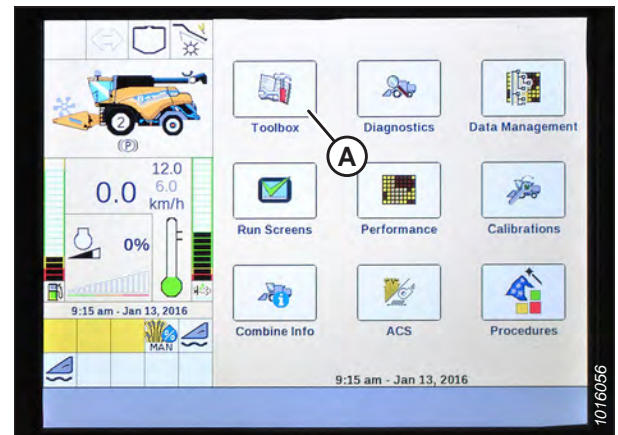 2
(P)
12.0
6.0
0.0
km/h
0%
9:15 am - Jan 13, 2016
MAN
Toolbox
Diagnostics
Data Management
A
Run Screens
Performance
Calibrations
Combine Info
ACS
Procedures
9:15 am - Jan 13, 2016
1016056